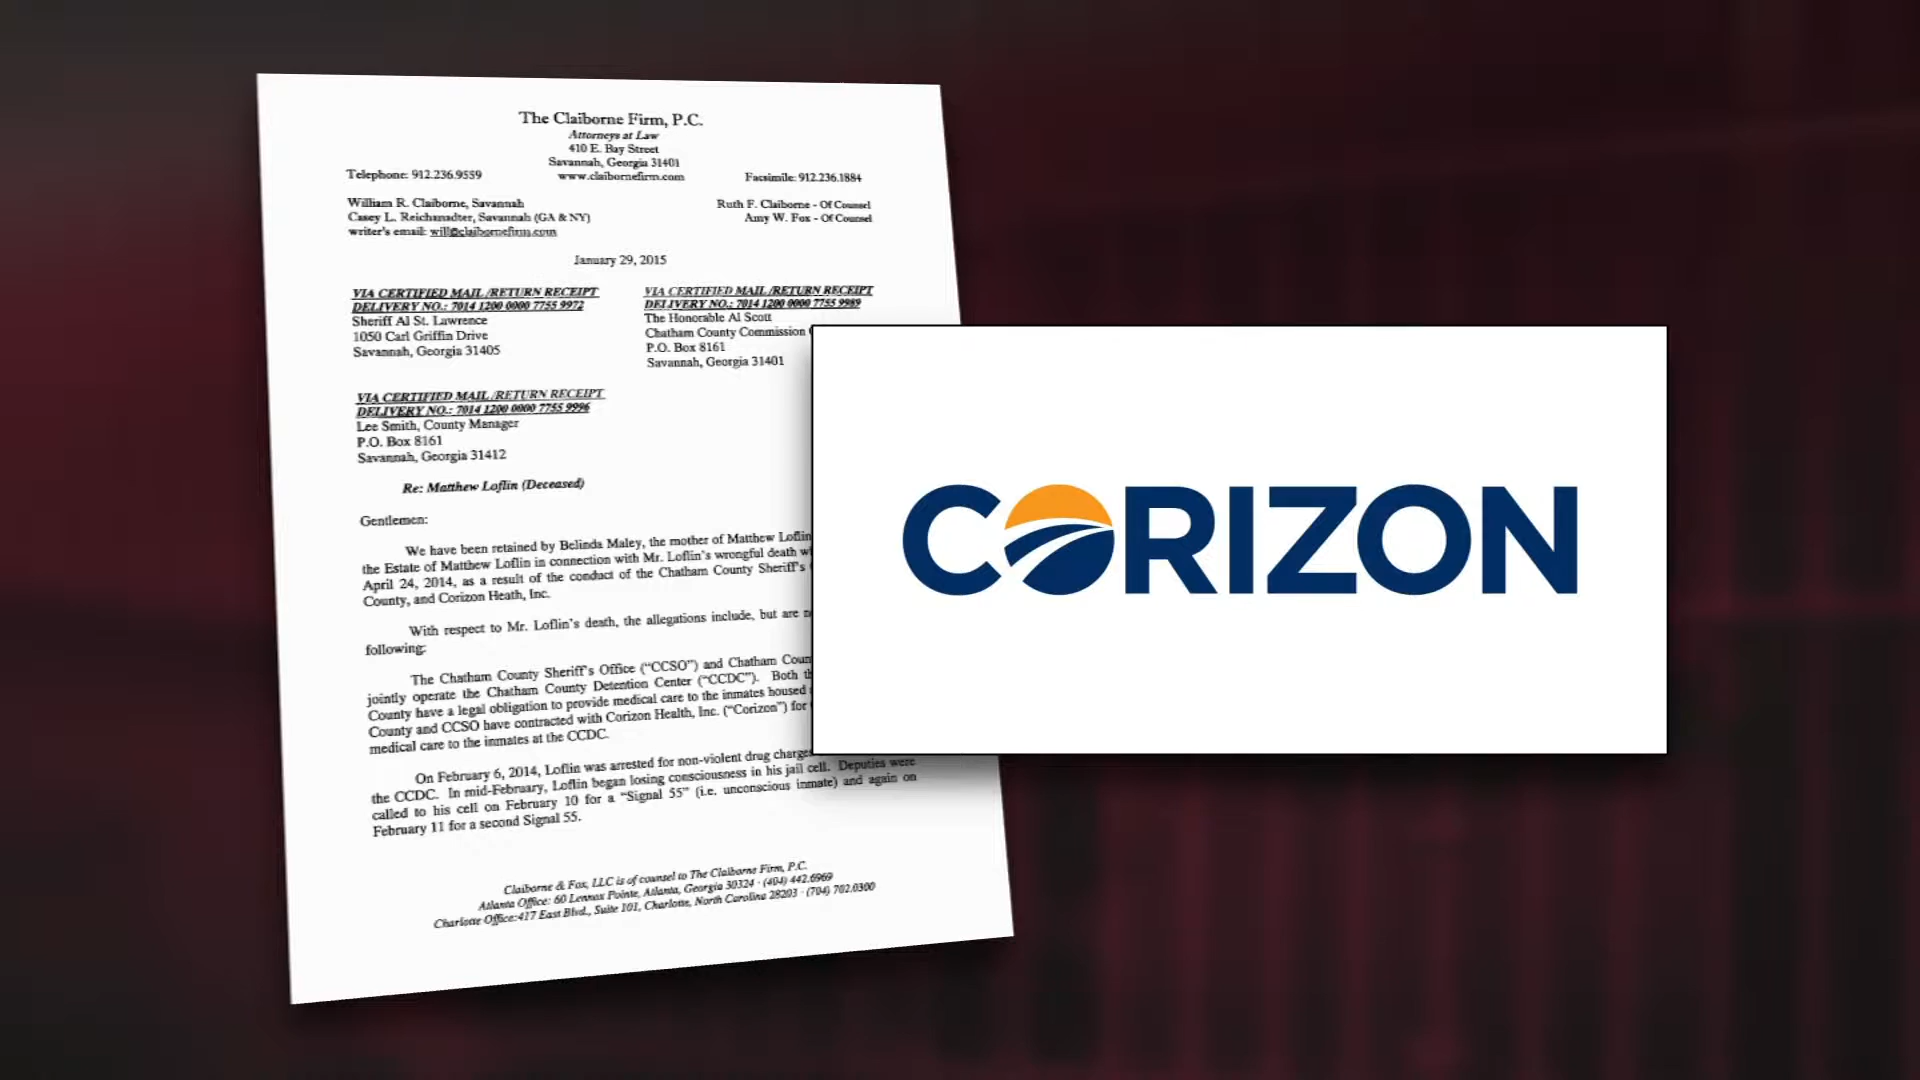 The Claiborne Firm, P.C.
Attorneys at Law
410 E. Bay Street
Savannah, Georgia 31401
Telephone: 912.236.9559 www.claibornefirm.com Facsimile: 912.236.1884
William R. Claiborne, Savannah Ruth F. Claiborne - Of Counsel
Casey L. Reichanadter, Savannah (GA & NY) Amy W. Fox - Of Counsel
writer's email: will@claibornefirm.com
January 29, 2015
VIA CERTIFIED MAIL/RETURN RECEIPT
DELIVERY NO.: 7014 1200 0000 7755 9972
Sheriff Al St. Lawrence
1050 Carl Griffin Drive
Savannah, Georgia 31405
VIA CERTIFIED MAIL/RETURN RECEIPT
DELIVERY NO.: 7014 1200 0000 7755 9989
The Honorable Al Scott
Chatham County Commission
P.O. Box 8161
Savannah, Georgia 31401
VIA CERTIFIED MAIL/RETURN RECEIPT
DELIVERY NO.: 7014 1200 0000 7755 9996
Lee Smith, County Manager
P.O. Box 8161
Savannah, Georgia 31412
Re: Matthew Loflin (Deceased)
Gentlemen:
We have been retained by Belinda Maley, the mother of Matthew Loflin
the Estate of Matthew Loflin in connection with Mr. Loflin's wrongful death
April 24, 2014, as a result of the conduct of the Chatham County Sheriff's
County, and Corizon Heath, Inc.
With respect to Mr. Loflin's death, the allegations include, but are
following:
The Chatham County Sheriff's Office ("CCSO") and Chatham
jointly operate the Chatham County Detention Center ("CCDC"). Both
County have a legal obligation to provide medical care to the inmates housed
County and CCSO have contracted with Corizon Health, Inc. ("Corizon") for
medical care to the inmates at the CCDC.
On February 6, 2014, Loflin was arrested for non-violent drug charges
the CCDC. In mid-February, Loflin began losing consciousness in his jail cell. Deputies were
called to his cell on February 10 for a "Signal 55" (i.e. unconscious inmate) and again on
February 11 for a second Signal 55.
Claiborne & Fox, LLC is of counsel to The Claiborne Firm, P.C.
Atlanta Office: 60 Lennox Pointe, Atlanta, Georgia 30324 · (404) 442.6969
Charlotte Office:417 East Blvd., Suite 101, Charlotte, North Carolina 28203 · (704) 702.0300
CORIZON